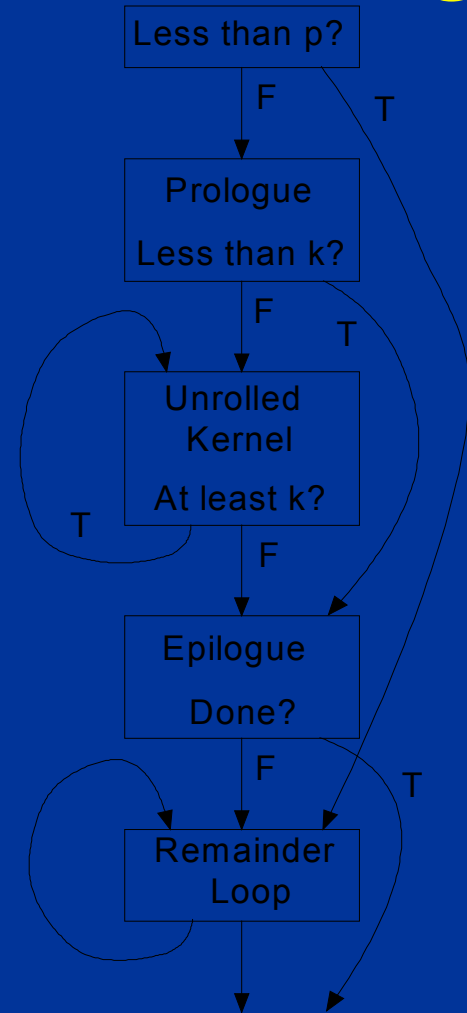 Less than p?
F
T
Prologue
Less than k?
F
T
Unrolled
Kernel
At least k?
T
F
Epilogue
Done?
F
T
Remainder
Loop